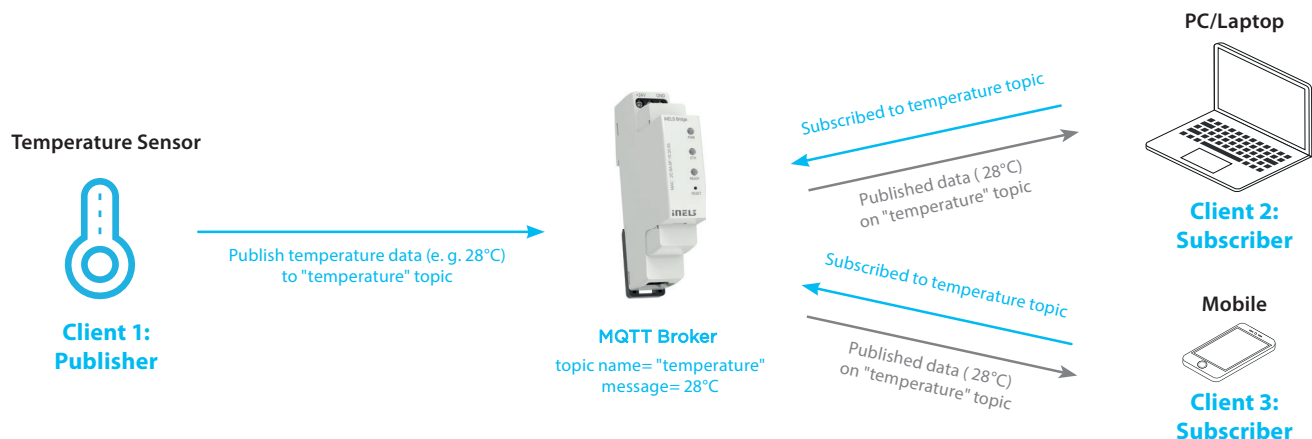 Temperature Sensor
Client 1:
Publisher
Publish temperature data (e. g. 28°C)
to "temperature" topic
iNELS
MQTT Broker
topic name= "temperature"
message= 28°C
Subscribed to temperature topic
Published data ( 28°C)
on "temperature" topic
Subscribed to temperature topic
Published data ( 28°C)
on "temperature" topic
PC/Laptop
Client 2:
Subscriber
Mobile
Client 3:
Subscriber